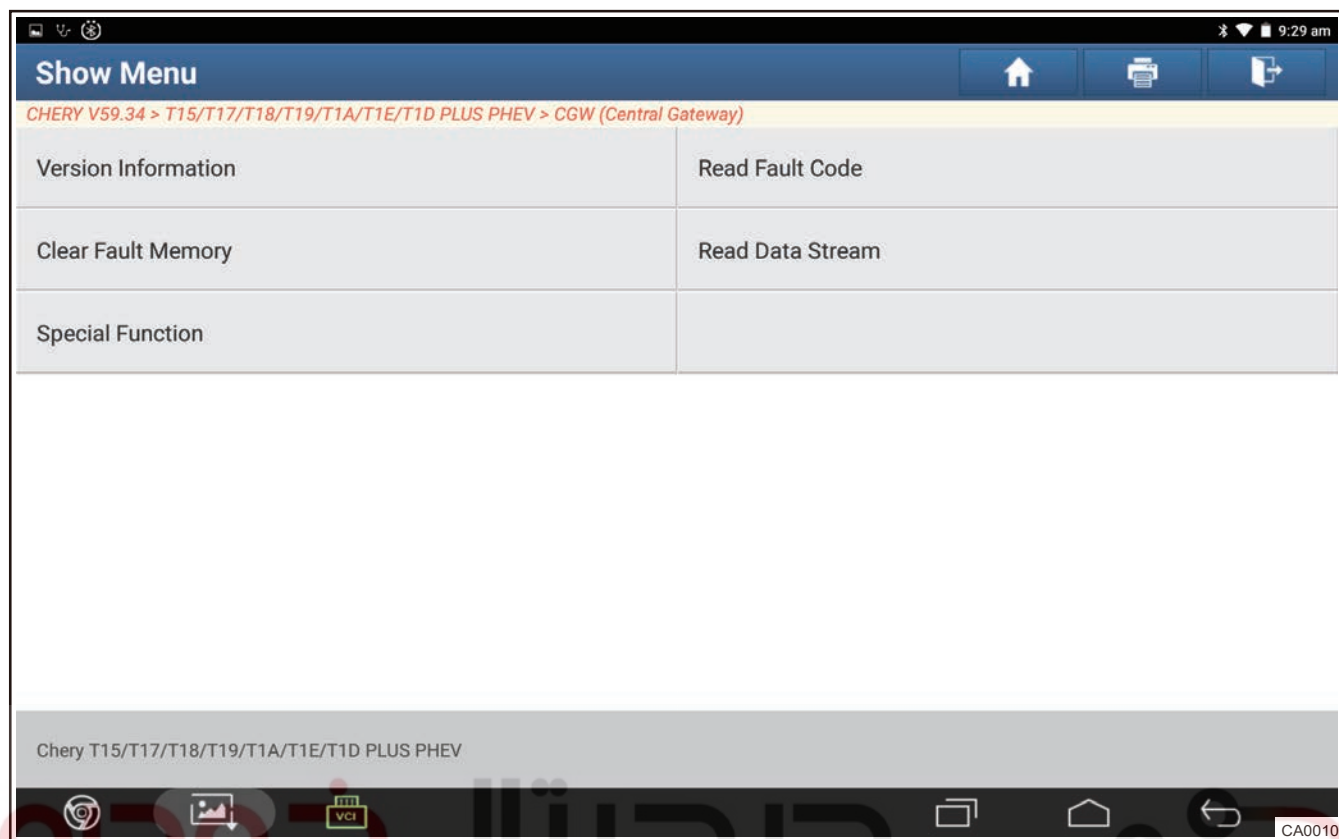 9:29 am
Show Menu
CHERY V59.34 > T15/T17/T18/T19/T1A/T1E/T1D PLUS PHEV > CGW (Central Gateway)
Version Information
Read Fault Code
Clear Fault Memory
Read Data Stream
Special Function
Chery T15/T17/T18/T19/T1A/T1E/T1D PLUS PHEV
VCI
CA0010